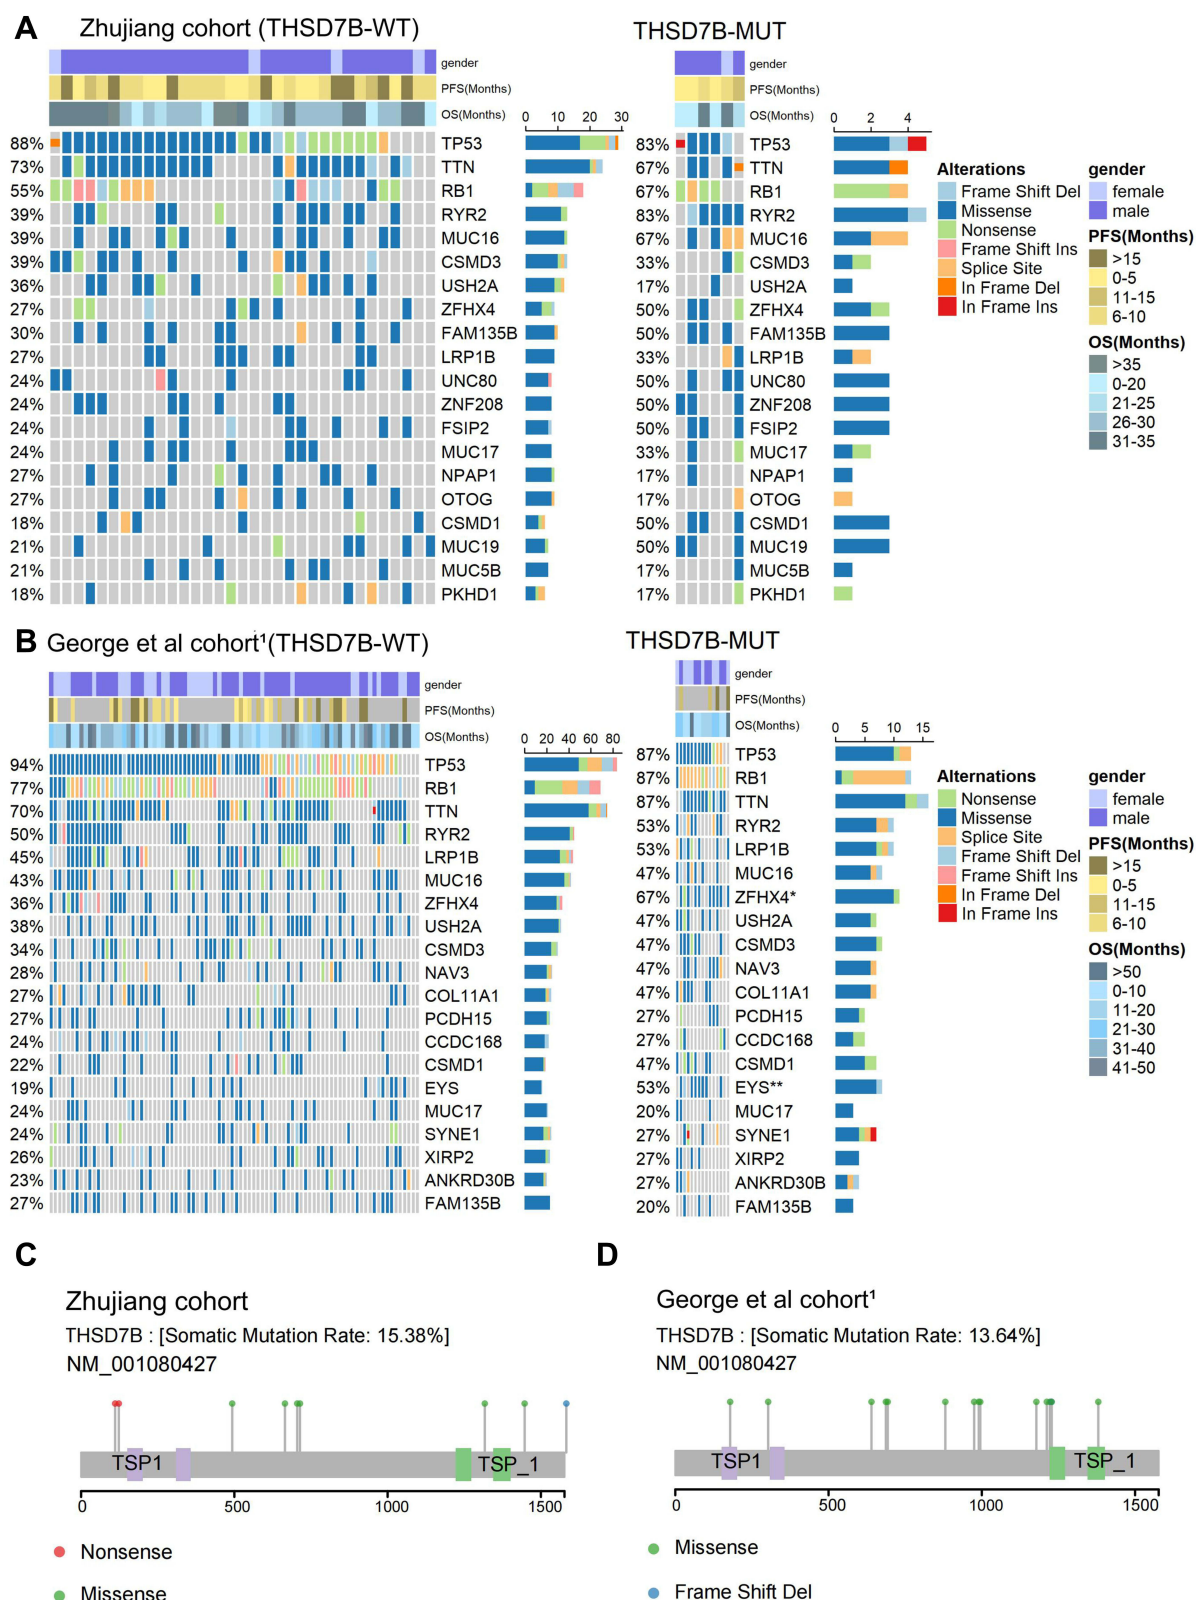 A Zhujiang cohort (THSD7B-WT) THSD7B-MUT
gender gender
PFS(Months) PFS(Months)
OS(Months) OS(Months)
0 10 20 30 0 2 4
88% TP53 83% TP53
73% TTN 67% TTN
55% RB1 67% RB1
39% RYR2 83% RYR2
39% MUC16 67% MUC16
39% CSMD3 33% CSMD3
36% USH2A 17% USH2A
27% ZFHX4 50% ZFHX4
30% FAM135B 50% FAM135B
27% LRP1B 33% LRP1B
24% UNC80 50% UNC80
24% ZNF208 50% ZNF208
24% FSIP2 50% FSIP2
24% MUC17 33% MUC17
27% NPAP1 17% NPAP1
27% OTOG 17% OTOG
18% CSMD1 50% CSMD1
21% MUC19 50% MUC19
21% MUC5B 17% MUC5B
18% PKHD1 17% PKHD1
Alterations
Frame Shift Del
Missense
Nonsense
Frame Shift Ins
Splice Site
In Frame Del
In Frame Ins
gender
female
male
PFS(Months)
>15
0-5
11-15
6-10
OS(Months)
>35
0-20
21-25
26-30
31-35
B George et al cohort¹(THSD7B-WT) THSD7B-MUT
gender gender
PFS(Months) PFS(Months)
OS(Months) OS(Months)
0 20 40 60 80 0 5 10 15
94% TP53 87% TP53
77% RB1 87% RB1
70% TTN 87% TTN
50% RYR2 53% RYR2
45% LRP1B 53% LRP1B
43% MUC16 47% MUC16
36% ZFHX4 67% ZFHX4*
38% USH2A 47% USH2A
34% CSMD3 47% CSMD3
28% NAV3 47% NAV3
27% COL11A1 47% COL11A1
27% PCDH15 27% PCDH15
24% CCDC168 27% CCDC168
22% CSMD1 47% CSMD1
19% EYS 53% EYS**
24% MUC17 20% MUC17
24% SYNE1 27% SYNE1
26% XIRP2 27% XIRP2
23% ANKRD30B 27% ANKRD30B
27% FAM135B 20% FAM135B
Alternations
Nonsense
Missense
Splice Site
Frame Shift Del
Frame Shift Ins
In Frame Del
In Frame Ins
gender
female
male
PFS(Months)
>15
0-5
11-15
6-10
OS(Months)
>50
0-10
11-20
21-30
31-40
41-50
C
Zhujiang cohort
THSD7B : [Somatic Mutation Rate: 15.38%]
NM_001080427
TSP1 TSP_1
0 500 1000 1500
Nonsense
Missense
D
George et al cohort¹
THSD7B : [Somatic Mutation Rate: 13.64%]
NM_001080427
TSP1 TSP_1
0 500 1000 1500
Missense
Frame Shift Del